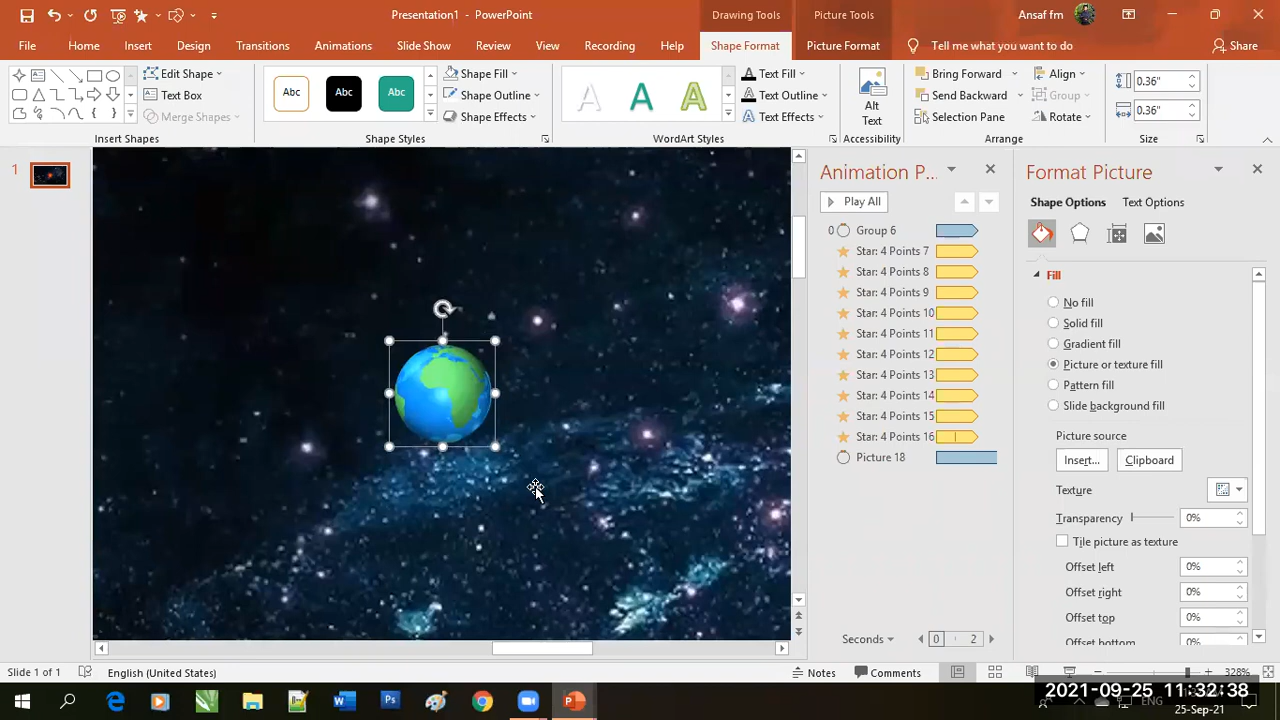 Presentation1 - PowerPoint
Drawing Tools
Picture Tools
Ansaf fm
File
Home
Insert
Design
Transitions
Animations
Slide Show
Review
View
Recording
Help
Shape Format
Picture Format
Tell me what you want to do
Share
Edit Shape
Text Box
Merge Shapes
Insert Shapes
Abc
Abc
Abc
Shape Fill
Shape Outline
Shape Effects
Shape Styles
A
A
A
Text Fill
Text Outline
Text Effects
WordArt Styles
Alt
Text
Accessibility
Bring Forward
Send Backward
Selection Pane
Align
Group
Rotate
Arrange
0.36"
0.36"
Size
1
Animation P...
Play All
0
Group 6
Star: 4 Points 7
Star: 4 Points 8
Star: 4 Points 9
Star: 4 Points 10
Star: 4 Points 11
Star: 4 Points 12
Star: 4 Points 13
Star: 4 Points 14
Star: 4 Points 15
Star: 4 Points 16
Picture 18
Seconds
0
2
Format Picture
Shape Options
Text Options
Fill
No fill
Solid fill
Gradient fill
Picture or texture fill
Pattern fill
Slide background fill
Picture source
Insert...
Clipboard
Texture
Transparency
0%
Tile picture as texture
Offset left
0%
Offset right
0%
Offset top
0%
Offset bottom
0%
Slide 1 of 1
English (United States)
Notes
Comments
328%
2021-09-25 11:32:38
ENG
25-Sep-21